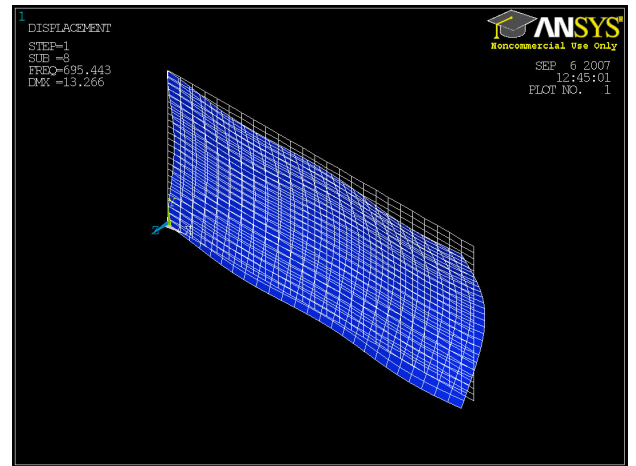 1
DISPLACEMENT
STEP=1
SUB =8
FREQ=695.443
DMX =13.266
ANSYS
Noncommercial Use Only
SEP 6 2007
12:45:01
PLOT NO. 1
Z
X